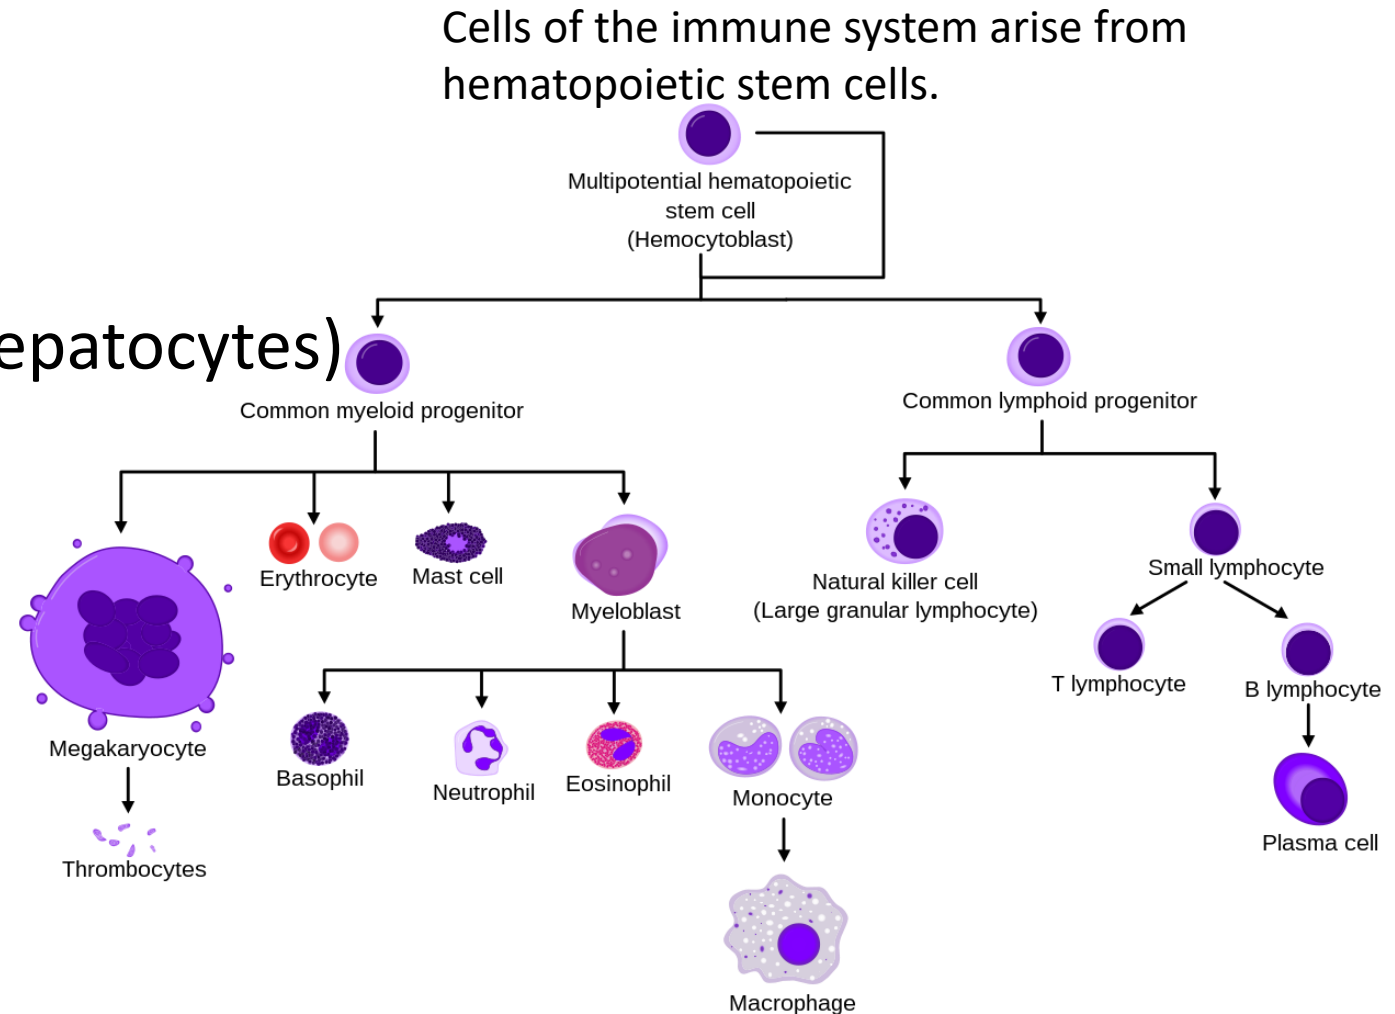 Cells of the immune system arise from
hematopoietic stem cells.
Multipotential hematopoietic
stem cell
(Hemocytoblast)
epatocytes)
Common myeloid progenitor
Common lymphoid progenitor
Erythrocyte
Mast cell
Myeloblast
Natural killer cell
(Large granular lymphocyte)
Small lymphocyte
T lymphocyte
B lymphocyte
Megakaryocyte
Basophil
Neutrophil
Eosinophil
Monocyte
Plasma cell
Thrombocytes
Macrophage